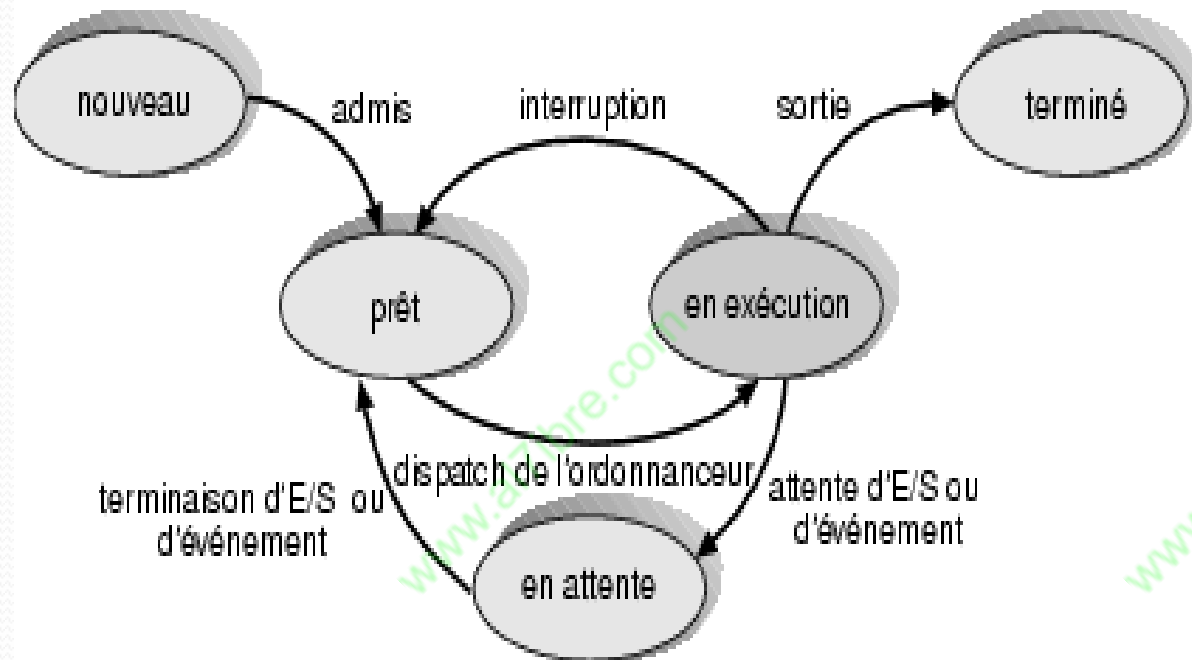 nouveau
admis
interruption
sortie
terminé
prêt
en exécution
dispatch de l'ordonnanceur
terminaison d'E/S ou
d'événement
attente d'E/S ou
d'événement
en attente